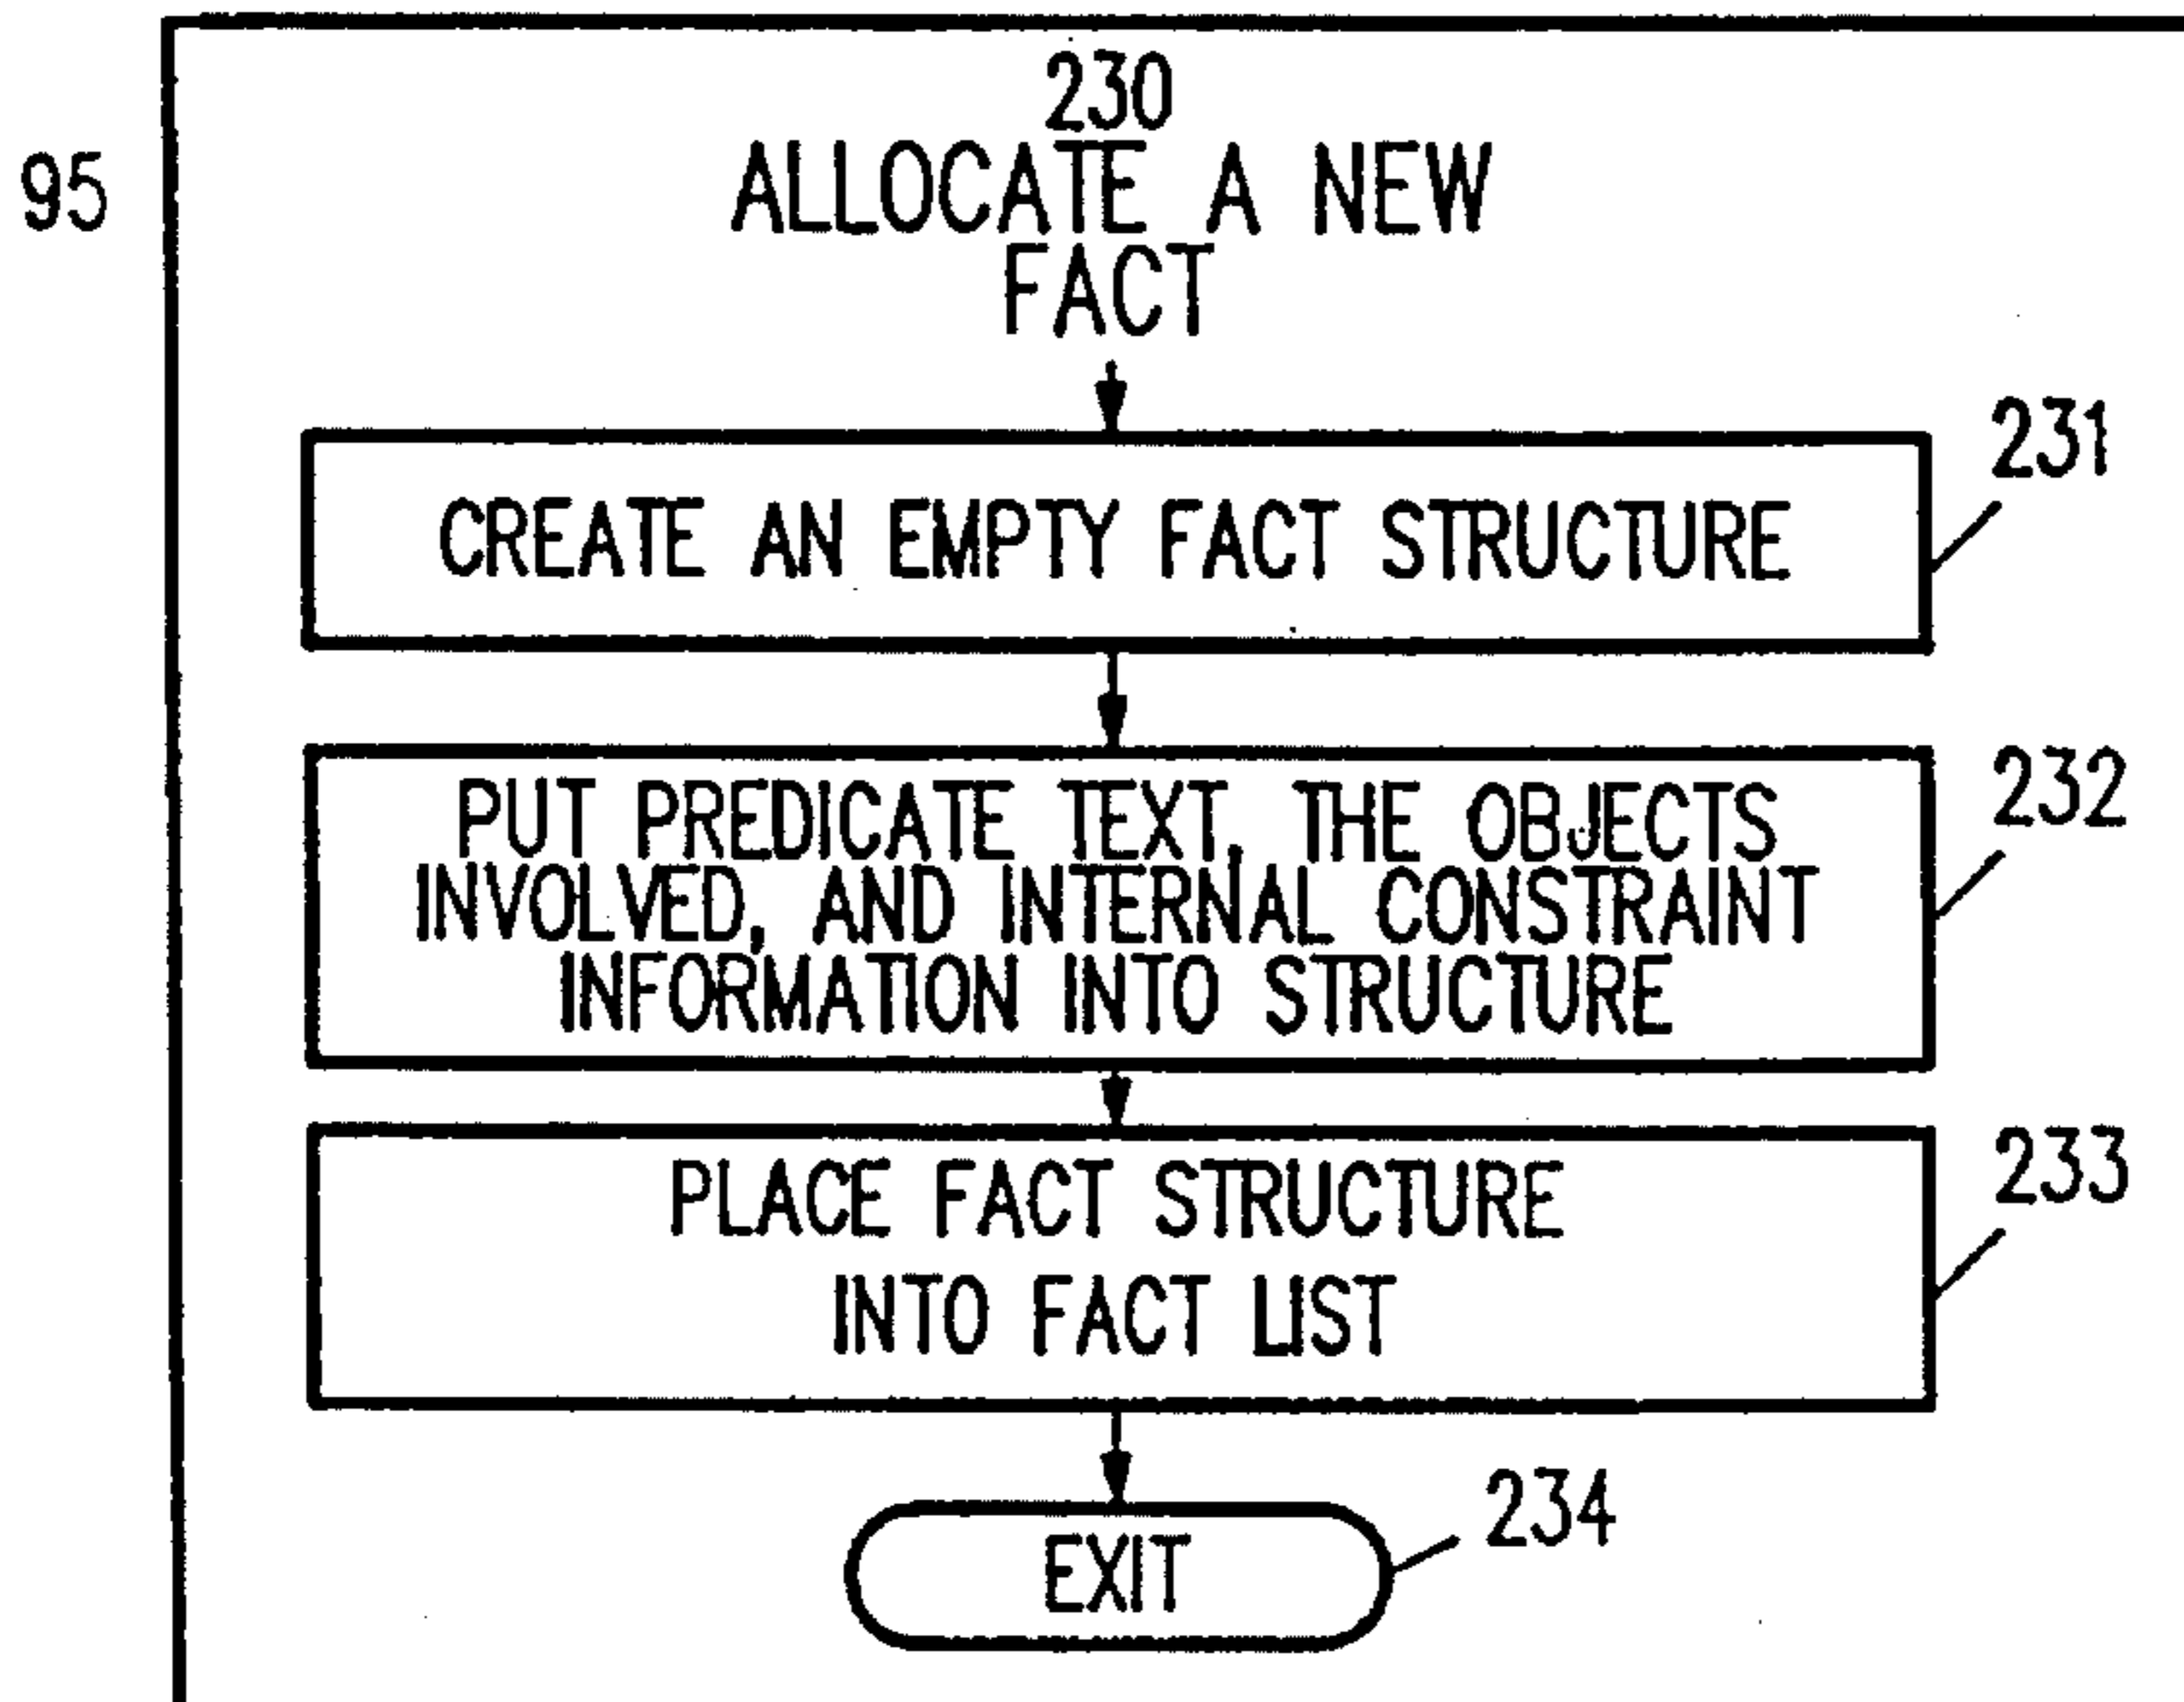 230
95
ALLOCATE A NEW
FACT
231
CREATE AN EMPTY FACT STRUCTURE
232
PUT PREDICATE TEXT, THE OBJECTS
INVOLVED, AND INTERNAL CONSTRAINT
INFORMATION INTO STRUCTURE
233
PLACE FACT STRUCTURE
INTO FACT LIST
234
EXIT